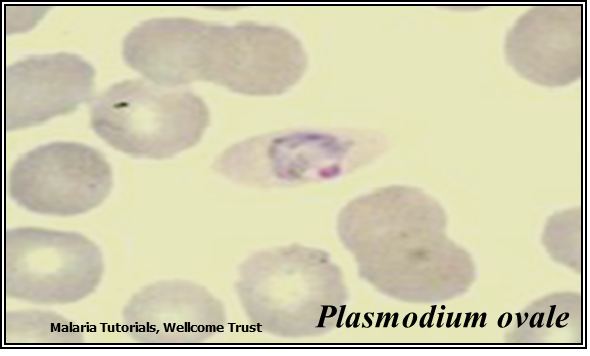 Plasmodium ovale
Malaria Tutorials, Wellcome Trust